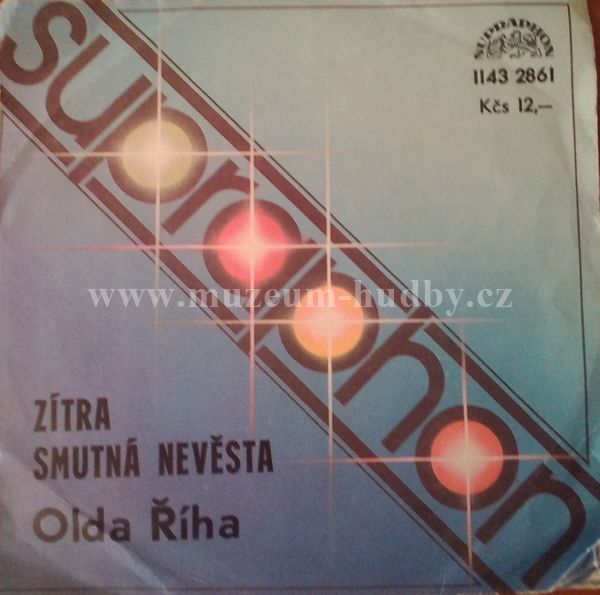 SUPRAPHON
1143 2861
Kčs 12,—
supraphon
www.muzeum-hudby.cz
ZÍTRA
SMUTNÁ NEVĚSTA
Olda Říha